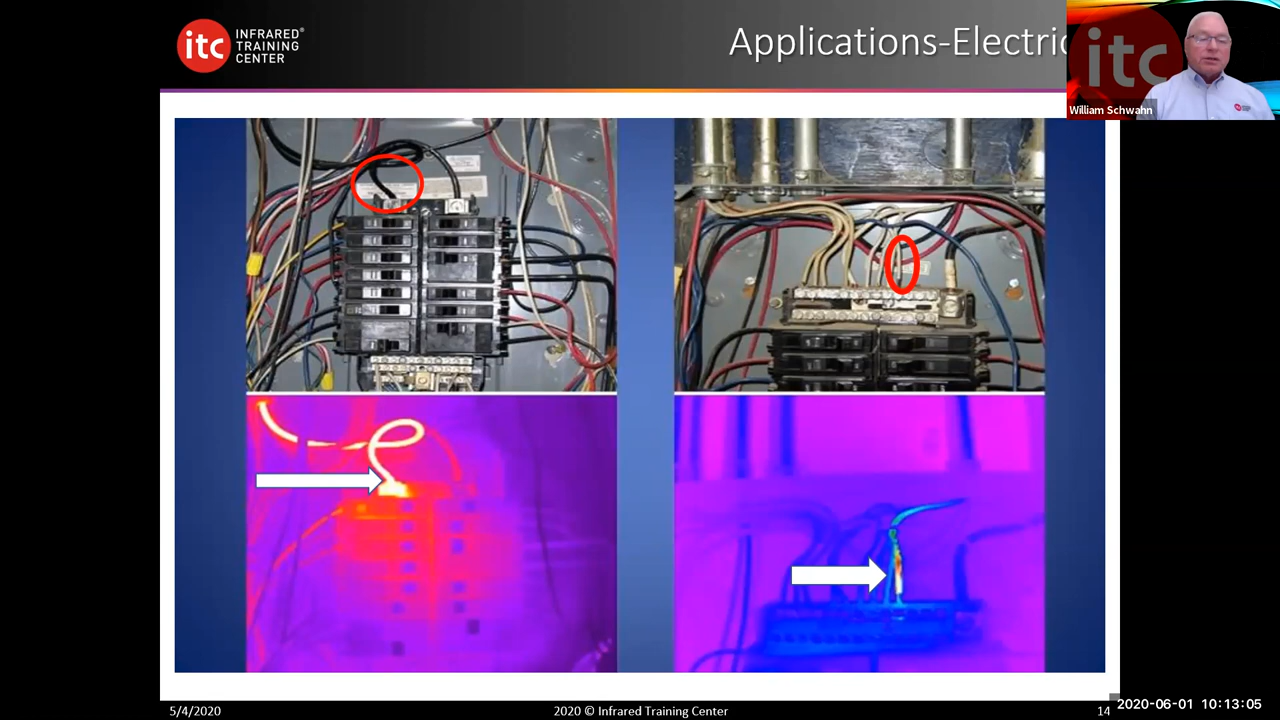 itc INFRARED®
TRAINING
CENTER
Applications-Electric
itc
William Schwahn
5/4/2020
2020 © Infrared Training Center
14
2020-06-01 10:13:05